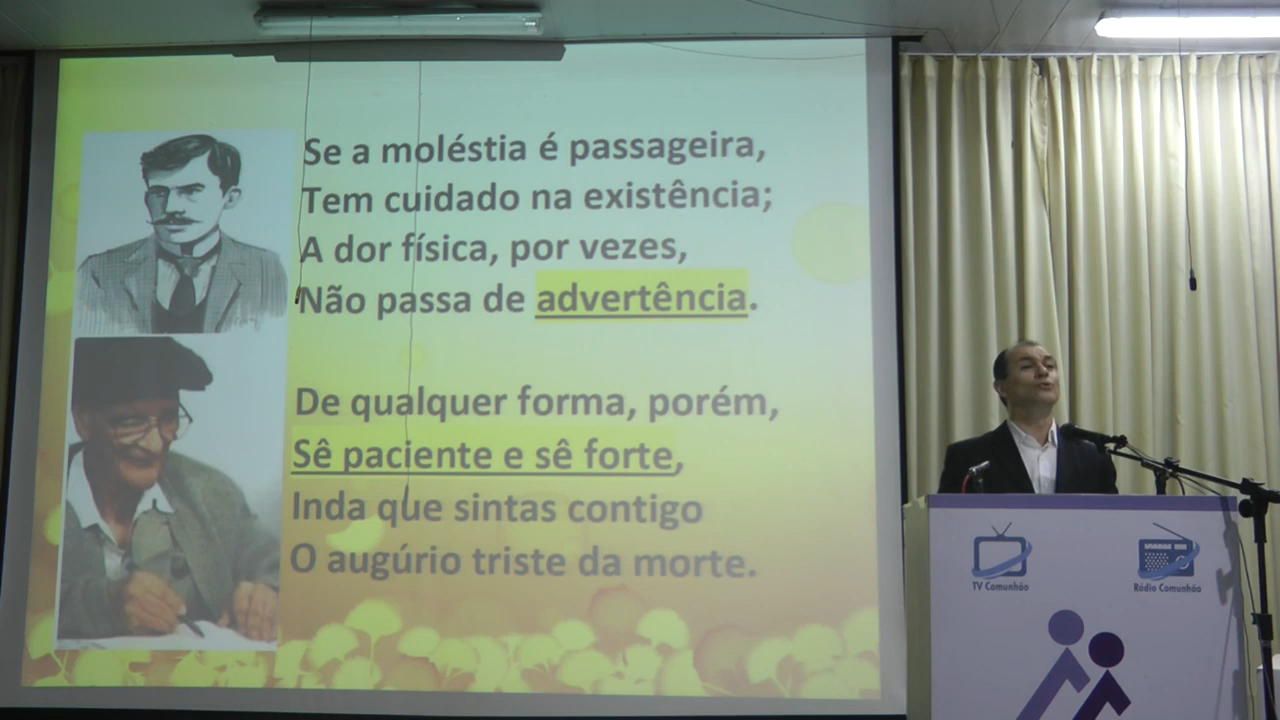 Se a moléstia é passageira,
Tem cuidado na existência;
A dor física, por vezes,
Não passa de advertência.
De qualquer forma, porém,
Sê paciente e sê forte,
Inda que sintas contigo
O augúrio triste da morte.
TV Comunhão
Rádio Comunhão